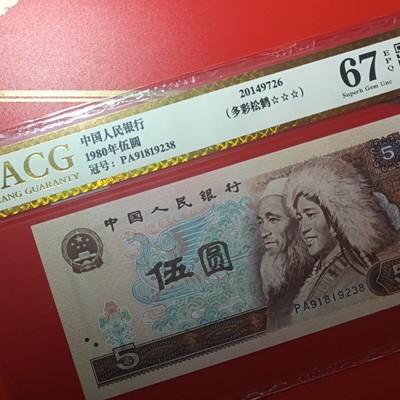 ACG
ANG GUARANTY
中国人民银行
1980年伍圆
冠号：PA91819238
20149726
(多彩松鹤☆☆☆)
67
EPQ
Superb Gem Unc
中国人民银行
伍圆
5
5
5
PA91819238